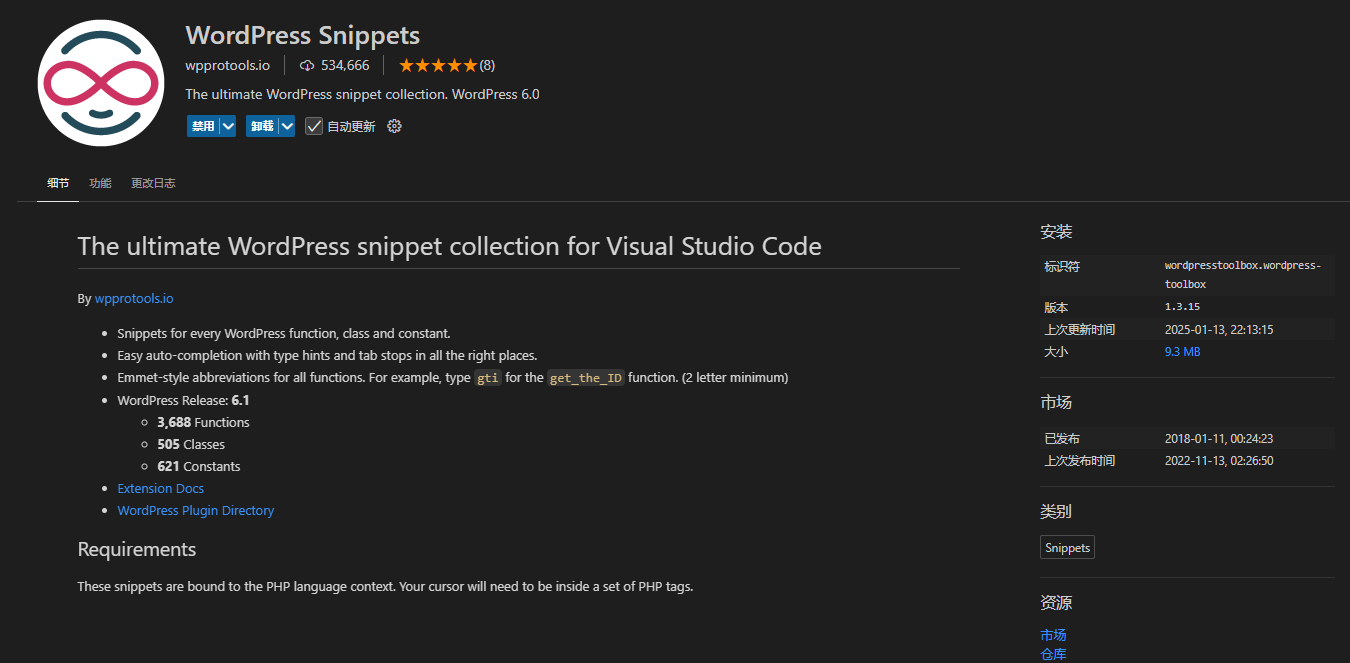 WordPress Snippets
wpprotools.io 534,666 (8)
The ultimate WordPress snippet collection. WordPress 6.0
禁用 卸载 自动更新
细节 功能 更改日志
The ultimate WordPress snippet collection for Visual Studio Code
By wpprotools.io
Snippets for every WordPress function, class and constant.
Easy auto-completion with type hints and tab stops in all the right places.
Emmet-style abbreviations for all functions. For example, type gti for the get_the_ID function. (2 letter minimum)
WordPress Release: 6.1
3,688 Functions
505 Classes
621 Constants
Extension Docs
WordPress Plugin Directory
Requirements
These snippets are bound to the PHP language context. Your cursor will need to be inside a set of PHP tags.
安装
标识符 wordpresstoolbox.wordpress-
toolbox
版本 1.3.15
上次更新时间 2025-01-13, 22:13:15
大小 9.3 MB
市场
已发布 2018-01-11, 00:24:23
上次发布时间 2022-11-13, 02:26:50
类别
Snippets
资源
市场
仓库